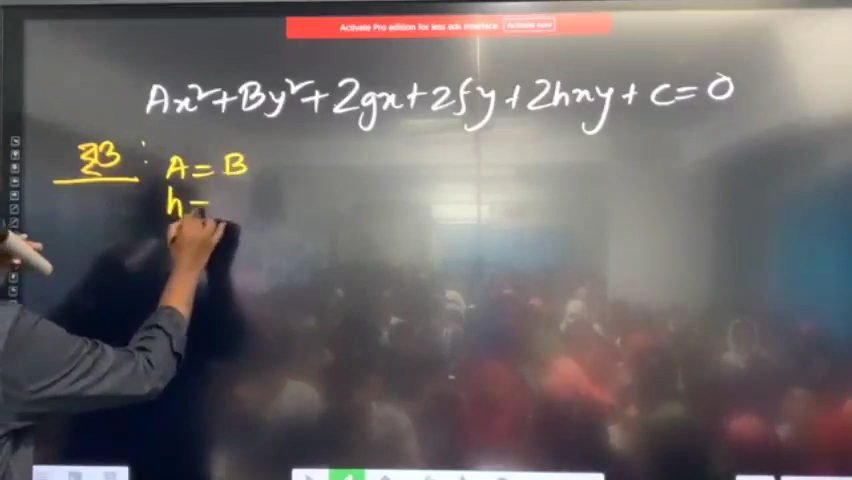 Activate Pro edition for less ads interface Activate now
Ax²+By²+2gx+2fy+2hxy+c=0
A=B
h=